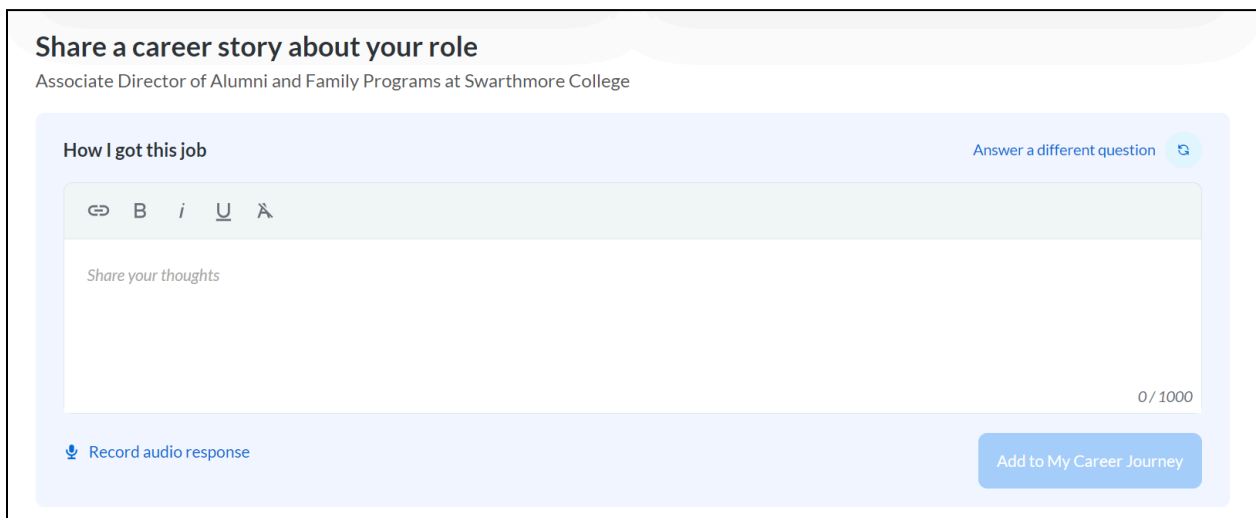 Share a career story about your role
Associate Director of Alumni and Family Programs at Swarthmore College
How I got this job
Answer a different question
B i U A
Share your thoughts
0 / 1000
Record audio response
Add to My Career Journey